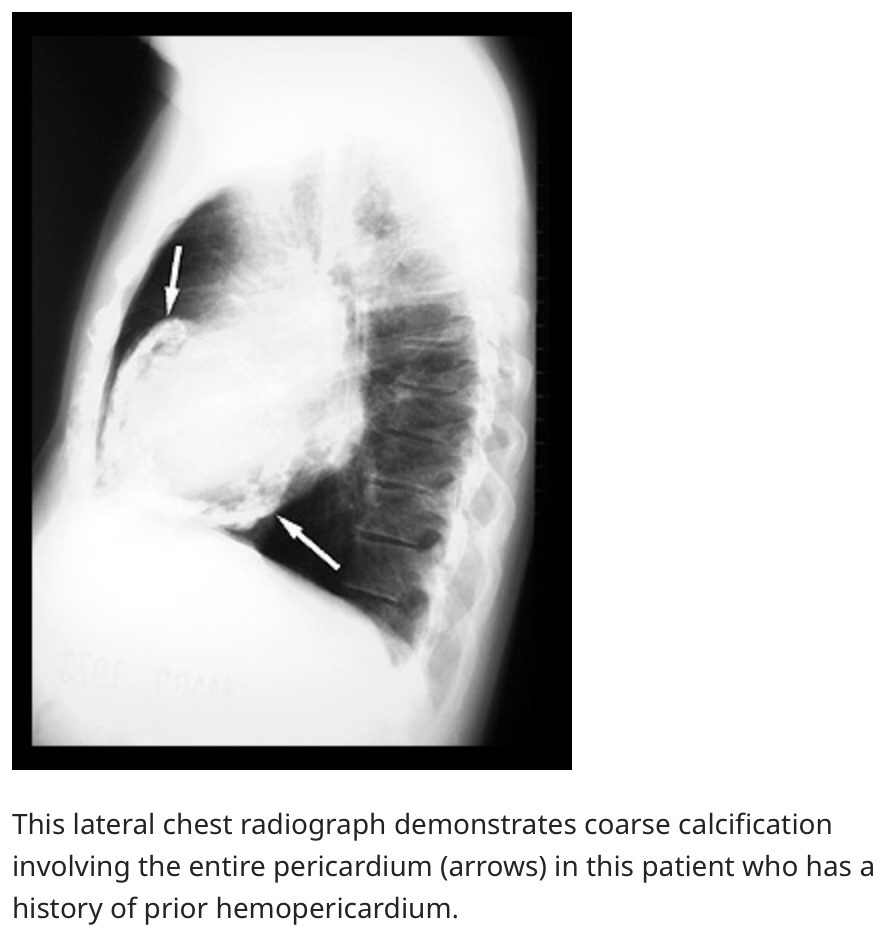 This lateral chest radiograph demonstrates coarse calcification
involving the entire pericardium (arrows) in this patient who has a
history of prior hemopericardium.